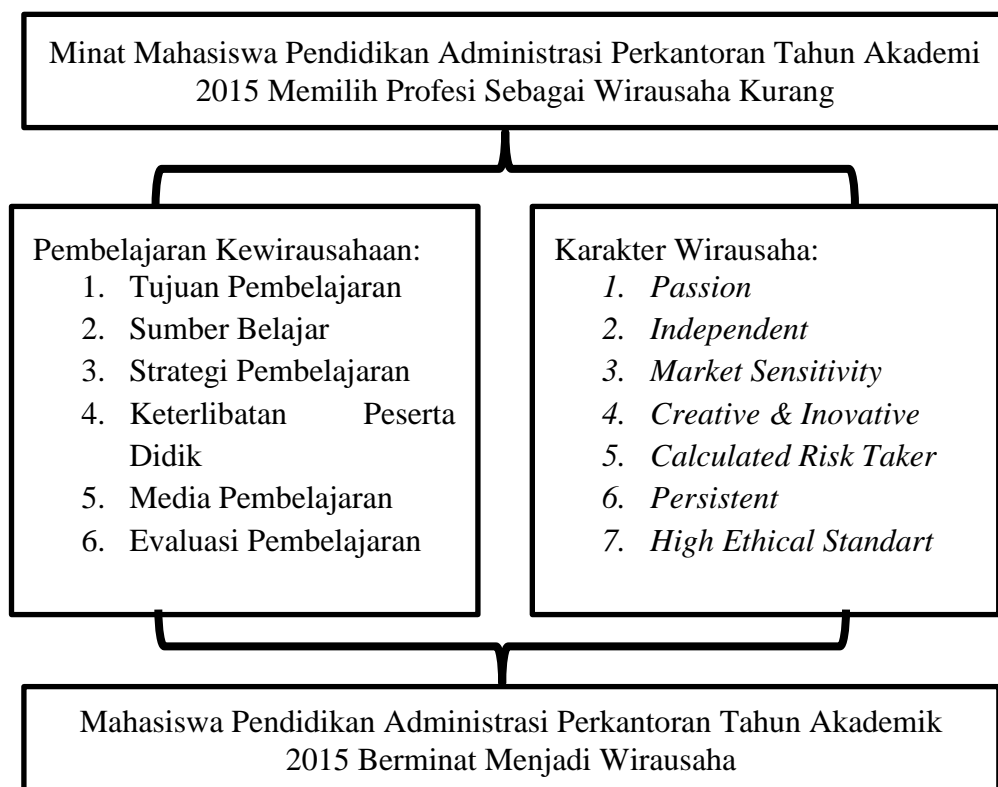 Minat Mahasiswa Pendidikan Administrasi Perkantoran Tahun Akademi
2015 Memilih Profesi Sebagai Wirausaha Kurang
Pembelajaran Kewirausahaan:
1. Tujuan Pembelajaran
2. Sumber Belajar
3. Strategi Pembelajaran
4. Keterlibatan Peserta
Didik
5. Media Pembelajaran
6. Evaluasi Pembelajaran
Karakter Wirausaha:
1. Passion
2. Independent
3. Market Sensitivity
4. Creative & Inovative
5. Calculated Risk Taker
6. Persistent
7. High Ethical Standart
Mahasiswa Pendidikan Administrasi Perkantoran Tahun Akademik
2015 Berminat Menjadi Wirausaha